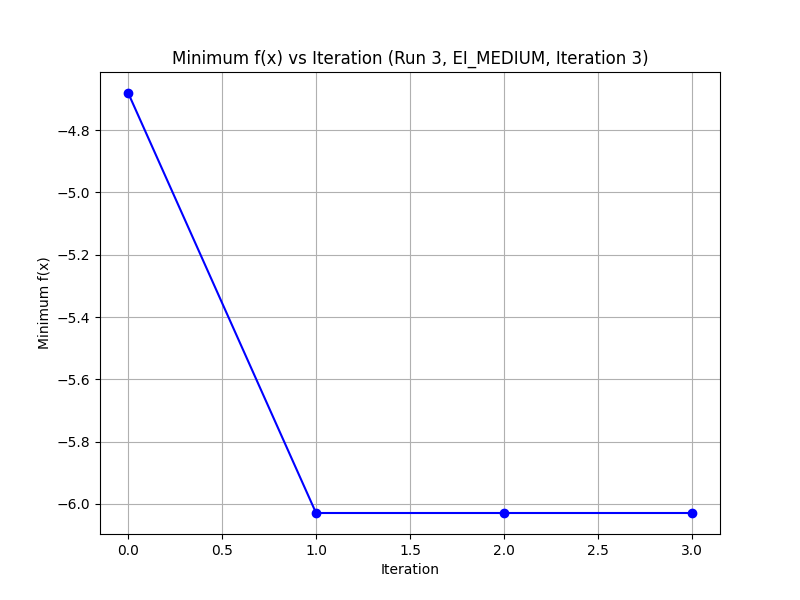 Minimum f(x) vs Iteration (Run 3, EI_MEDIUM, Iteration 3)
Minimum f(x)
−4.8
−5.0
−5.2
−5.4
−5.6
−5.8
−6.0
0.0 0.5 1.0 1.5 2.0 2.5 3.0
Iteration